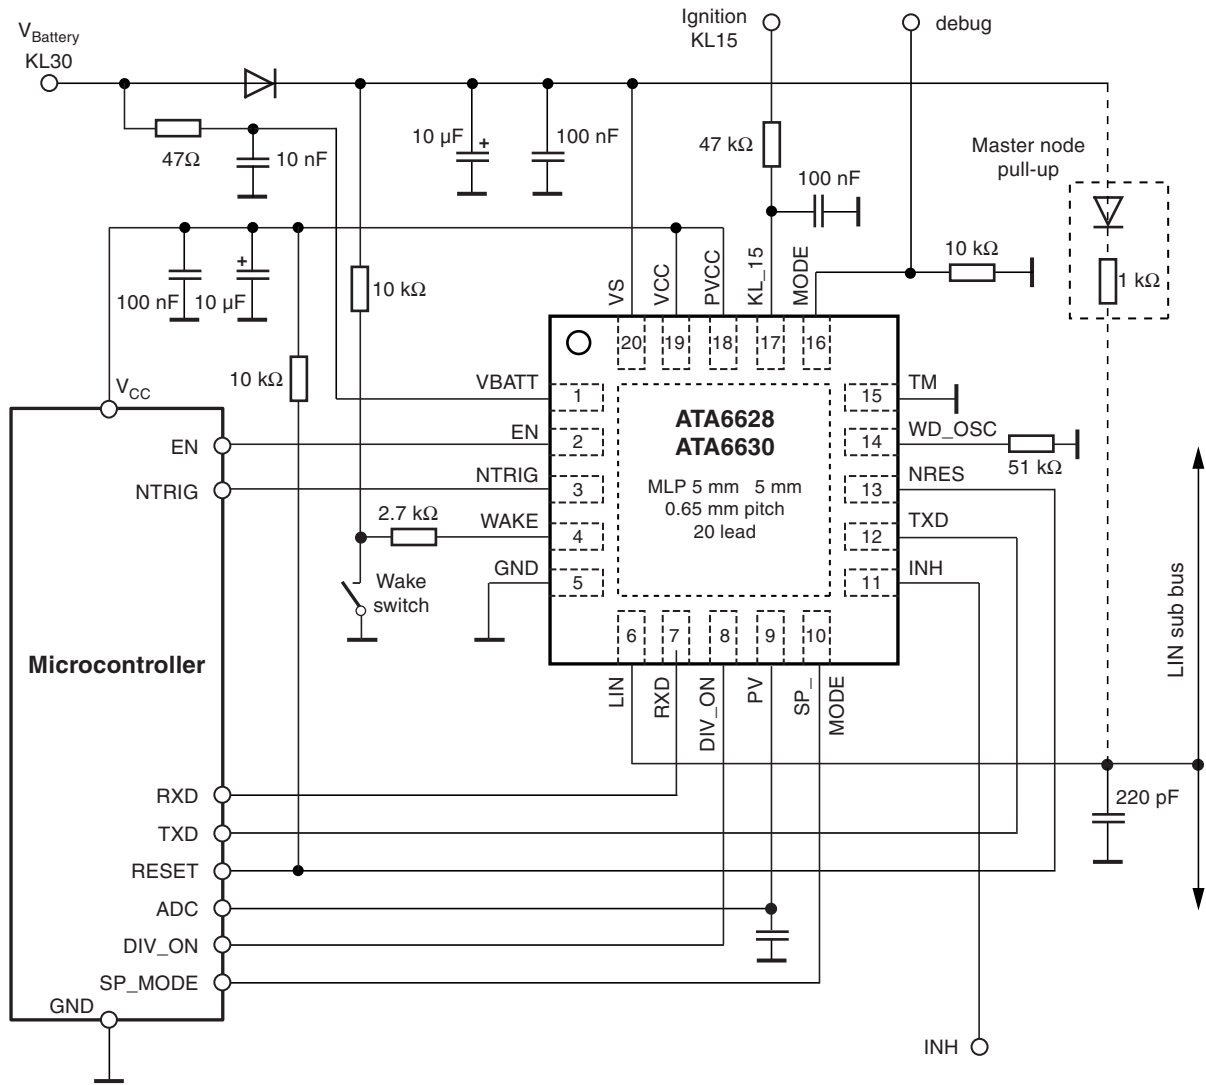 V_Battery
KL30
Ignition
KL15
debug
47Ω
10 nF
10 µF
+
100 nF
47 kΩ
100 nF
Master node
pull-up
10 kΩ
1 kΩ
100 nF
+
10 µF
10 kΩ
10 kΩ
VS
VCC
PVCC
KL_15
MODE
20
19
18
17
16
V_CC
VBATT
1
EN
2
NTRIG
3
WAKE
4
GND
5
2.7 kΩ
Wake
switch
ATA6628
ATA6630
MLP 5 mm 5 mm
0.65 mm pitch
20 lead
15
TM
14
WD_OSC
51 kΩ
13
NRES
12
TXD
11
INH
6
7
8
9
10
LIN
RXD
DIV_ON
PV
SP_
MODE
LIN sub bus
220 pF
EN
NTRIG
Microcontroller
RXD
TXD
RESET
ADC
DIV_ON
SP_MODE
GND
INH